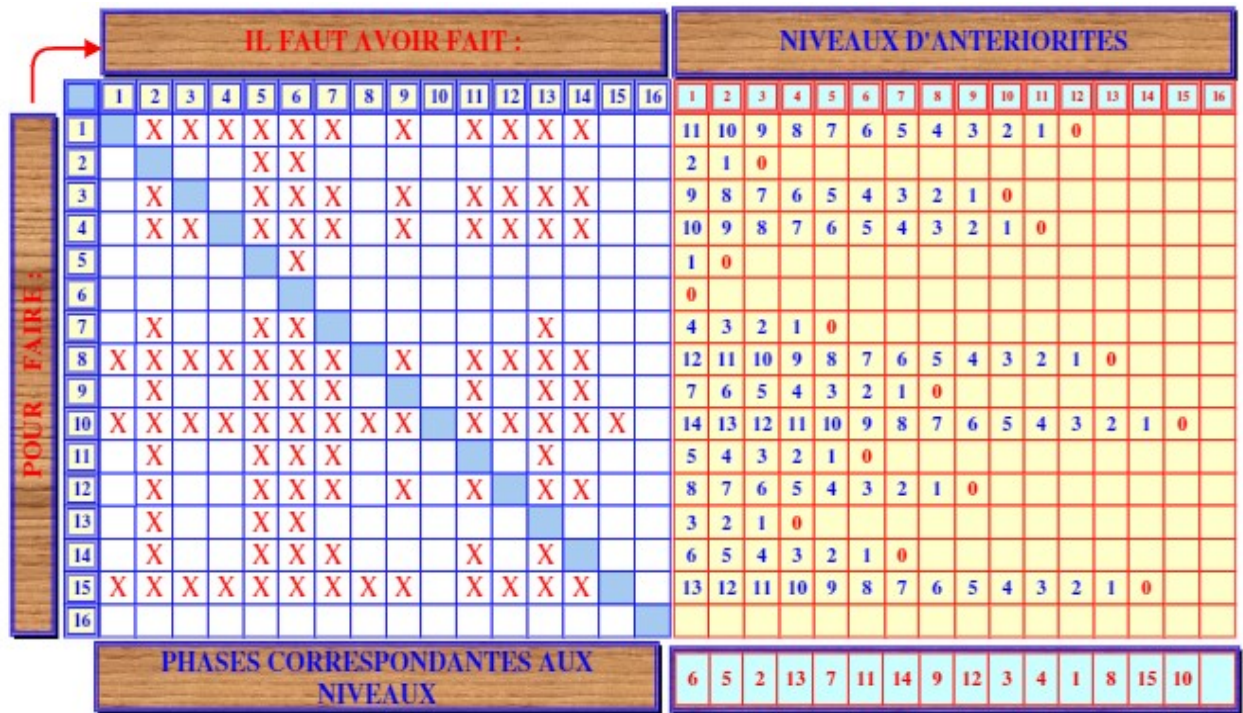 IL FAUT AVOIR FAIT :
NIVEAUX D'ANTERIORITES
POUR FAIRE :
1 2 3 4 5 6 7 8 9 10 11 12 13 14 15 16 1 2 3 4 5 6 7 8 9 10 11 12 13 14 15 16
1 X X X X X X X X X X X 11 10 9 8 7 6 5 4 3 2 1 0
2 X X 2 1 0
3 X X X X X X X X X 9 8 7 6 5 4 3 2 1 0
4 X X X X X X X X X X 10 9 8 7 6 5 4 3 2 1 0
5 X 1 0
6 0
7 X X X X 4 3 2 1 0
8 X X X X X X X X X X X X 12 11 10 9 8 7 6 5 4 3 2 1 0
9 X X X X X X X 7 6 5 4 3 2 1 0
10 X X X X X X X X X X X X X X 14 13 12 11 10 9 8 7 6 5 4 3 2 1 0
11 X X X X X 5 4 3 2 1 0
12 X X X X X X X X 8 7 6 5 4 3 2 1 0
13 X X X 3 2 1 0
14 X X X X X X 6 5 4 3 2 1 0
15 X X X X X X X X X X X X X 13 12 11 10 9 8 7 6 5 4 3 2 1 0
16
PHASES CORRESPONDANTES AUX
NIVEAUX
6 5 2 13 7 11 14 9 12 3 4 1 8 15 10